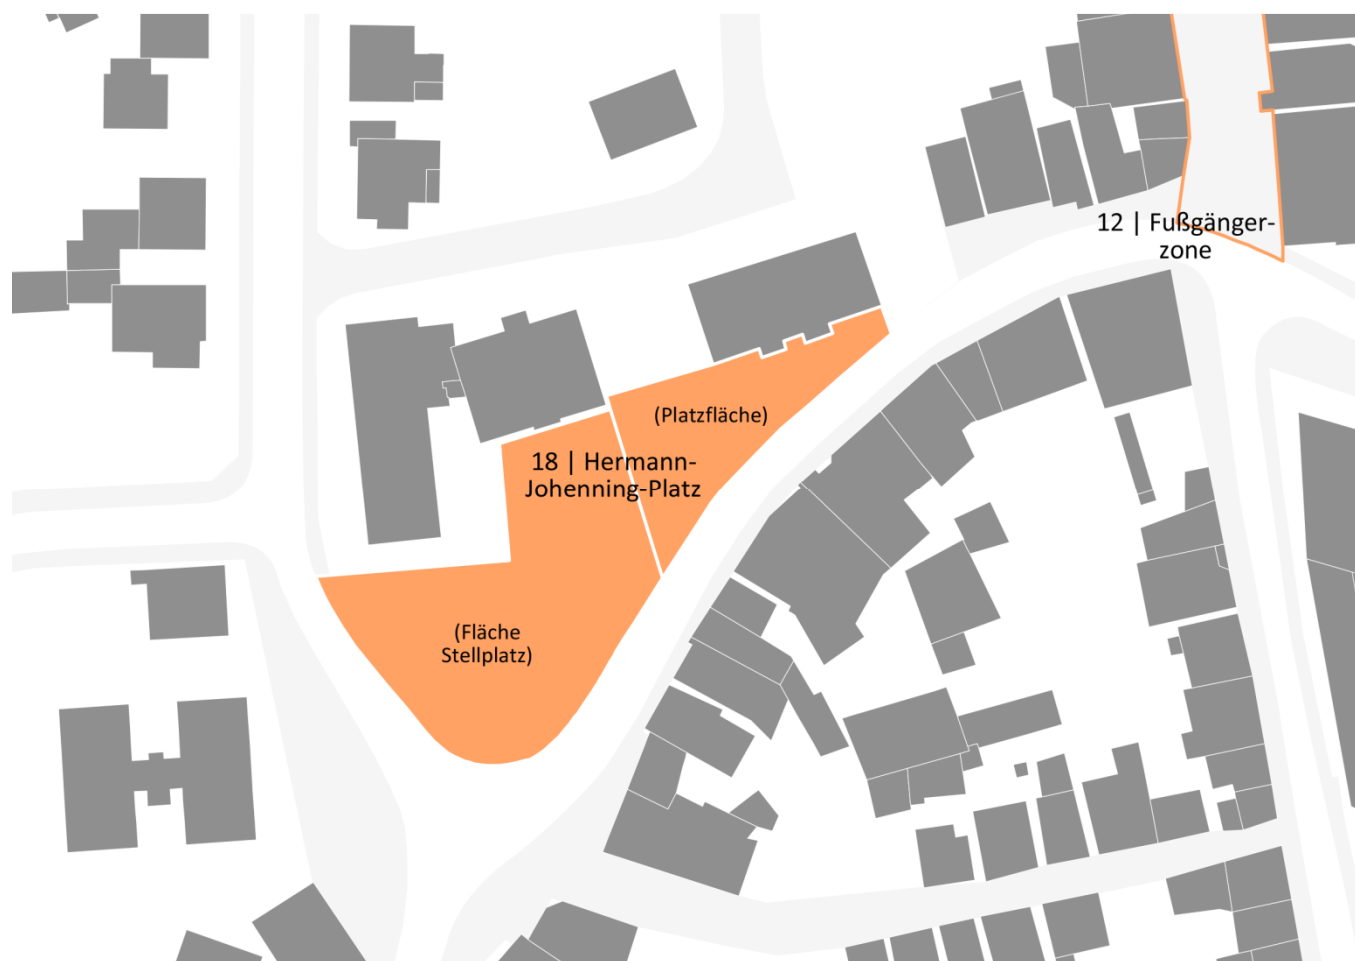 12 | Fußgänger-
zone
(Platzfläche)
18 | Hermann-
Johenning-Platz
(Fläche
Stellplatz)